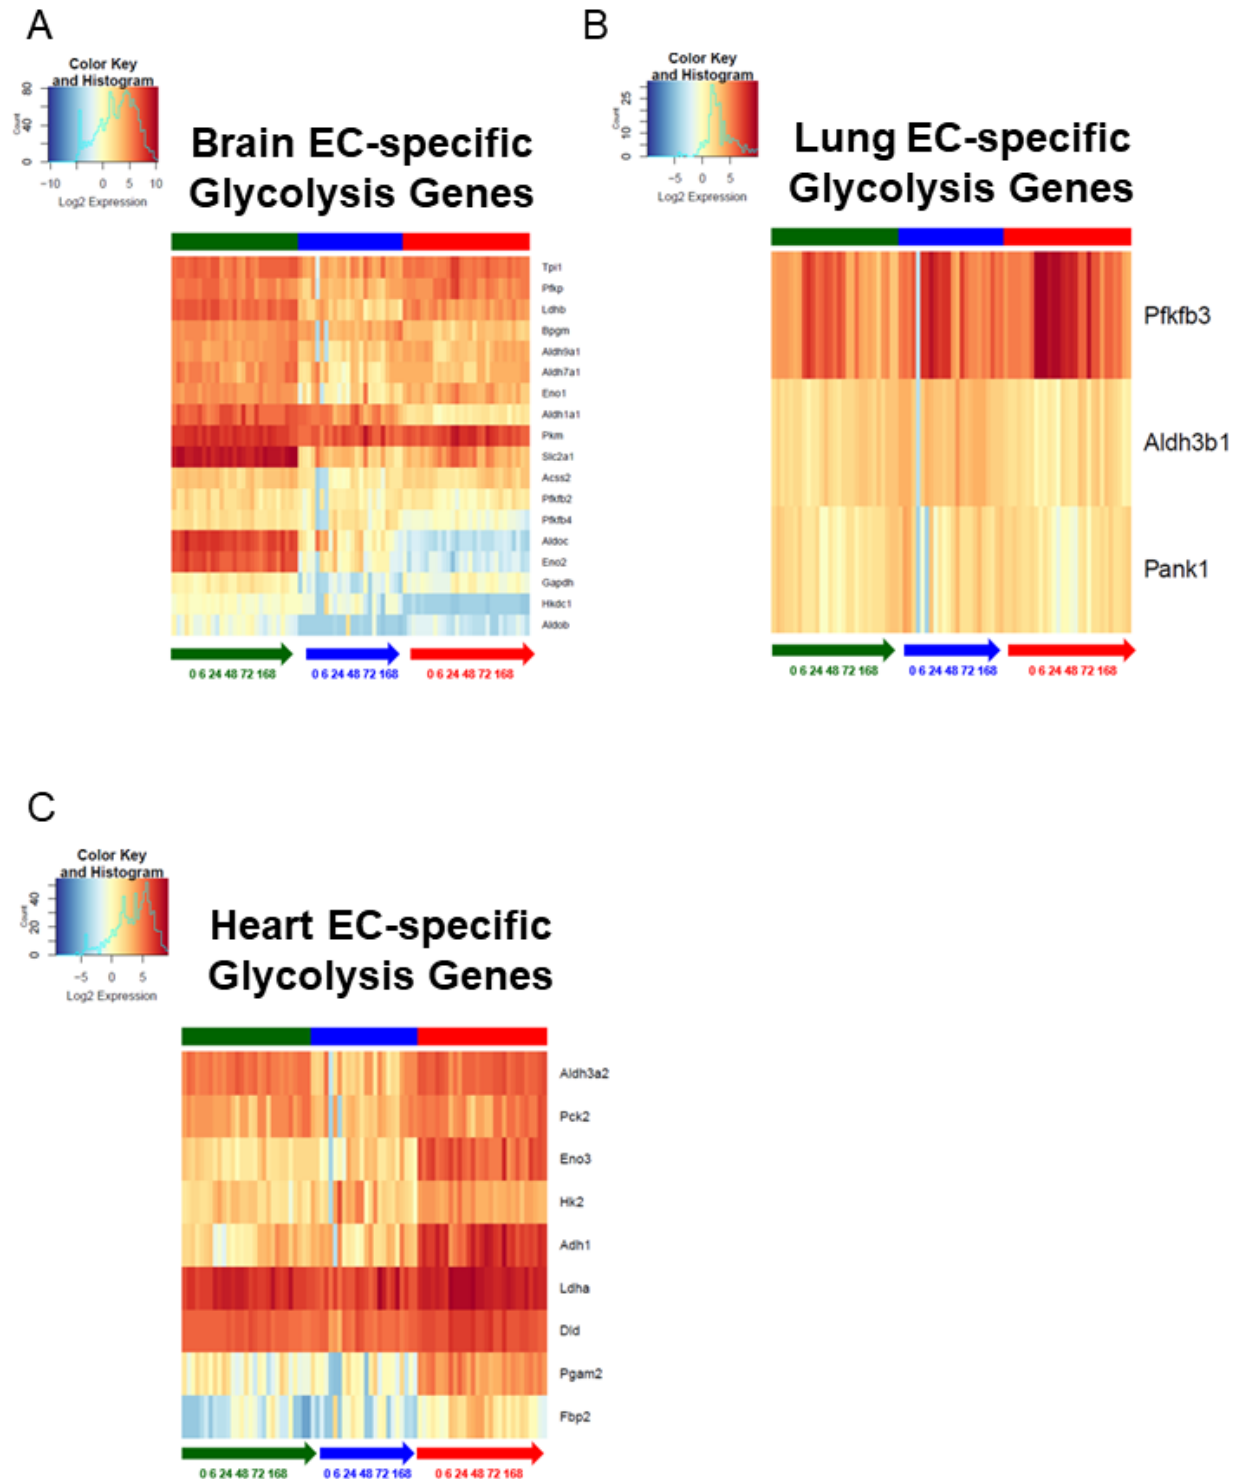 A
Color Key
and Histogram
Count
0 40 80
-10 0 5 10
Log2 Expression
Brain EC-specific
Glycolysis Genes
Tpi1
Pfkp
Ldhb
Bpgm
Aldh9a1
Aldh7a1
Eno1
Aldh1a1
Pkm
Slc2a1
Acss2
Pfkfb2
Pfkfb4
Aldoc
Eno2
Gapdh
Hkdc1
Aldob
0 6 24 48 72 168
0 6 24 48 72 168
0 6 24 48 72 168
B
Color Key
and Histogram
Count
0 10 25
-5 0 5
Log2 Expression
Lung EC-specific
Glycolysis Genes
Pfkfb3
Aldh3b1
Pank1
0 6 24 48 72 168
0 6 24 48 72 168
0 6 24 48 72 168
C
Color Key
and Histogram
Count
0 20 40
-5 0 5
Log2 Expression
Heart EC-specific
Glycolysis Genes
Aldh3a2
Pck2
Eno3
Hk2
Adh1
Ldha
Dld
Pgam2
Fbp2
0 6 24 48 72 168
0 6 24 48 72 168
0 6 24 48 72 168